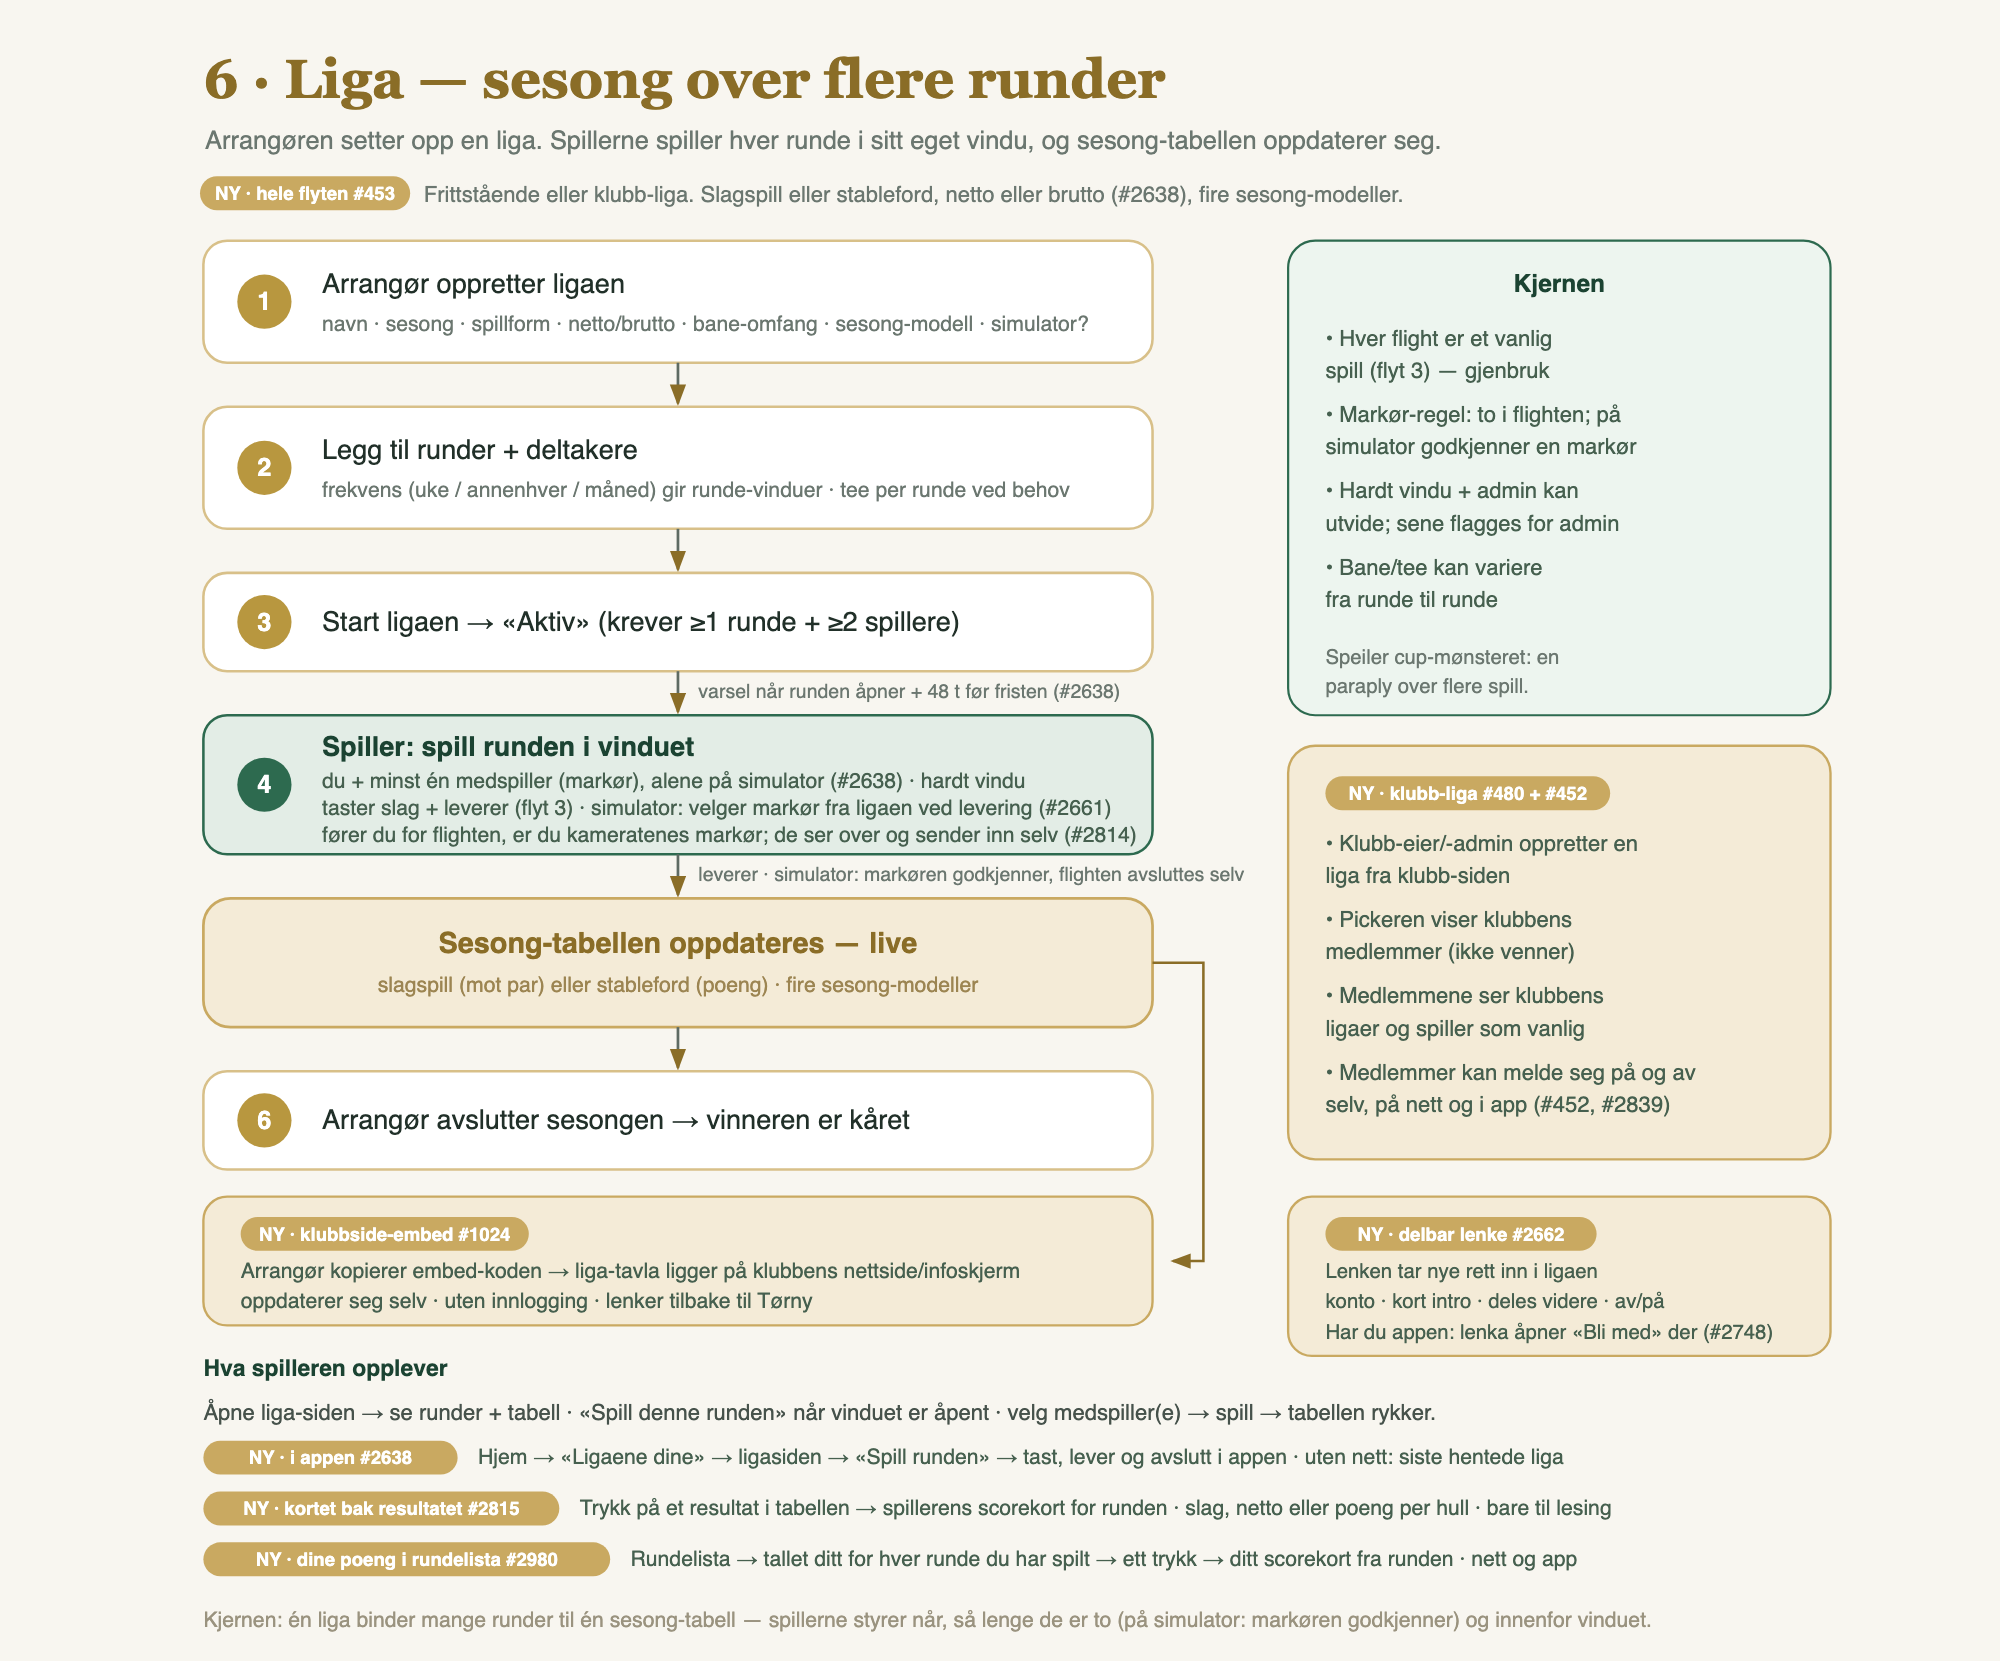 6 · Liga — sesong over flere runder
Arrangøren setter opp en liga. Spillerne spiller hver runde i sitt eget vindu, og sesong-tabellen oppdaterer seg.
NY · hele flyten #453
Frittstående eller klubb-liga. Slagspill eller stableford, netto eller brutto (#2638), fire sesong-modeller.
1
Arrangør oppretter ligaen
navn · sesong · spillform · netto/brutto · bane-omfang · sesong-modell · simulator?
2
Legg til runder + deltakere
frekvens (uke / annenhver / måned) gir runde-vinduer · tee per runde ved behov
3
Start ligaen → «Aktiv» (krever ≥1 runde + ≥2 spillere)
varsel når runden åpner + 48 t før fristen (#2638)
4
Spiller: spill runden i vinduet
du + minst én medspiller (markør), alene på simulator (#2638) · hardt vindu
taster slag + leverer (flyt 3) · simulator: velger markør fra ligaen ved levering (#2661)
fører du for flighten, er du kameratenes markør; de ser over og sender inn selv (#2814)
leverer · simulator: markøren godkjenner, flighten avsluttes selv
Sesong-tabellen oppdateres — live
slagspill (mot par) eller stableford (poeng) · fire sesong-modeller
6
Arrangør avslutter sesongen → vinneren er kåret
NY · klubbside-embed #1024
Arrangør kopierer embed-koden → liga-tavla ligger på klubbens nettside/infoskjerm
oppdaterer seg selv · uten innlogging · lenker tilbake til Tørny
Kjernen
• Hver flight er et vanlig
spill (flyt 3) — gjenbruk
• Markør-regel: to i flighten; på
simulator godkjenner en markør
• Hardt vindu + admin kan
utvide; sene flagges for admin
• Bane/tee kan variere
fra runde til runde
Speiler cup-mønsteret: en
paraply over flere spill.
NY · klubb-liga #480 + #452
• Klubb-eier/-admin oppretter en
liga fra klubb-siden
• Pickeren viser klubbens
medlemmer (ikke venner)
• Medlemmene ser klubbens
ligaer og spiller som vanlig
• Medlemmer kan melde seg på og av
selv, på nett og i app (#452, #2839)
NY · delbar lenke #2662
Lenken tar nye rett inn i ligaen
konto · kort intro · deles videre · av/på
Har du appen: lenka åpner «Bli med» der (#2748)
Hva spilleren opplever
Åpne liga-siden → se runder + tabell · «Spill denne runden» når vinduet er åpent · velg medspiller(e) → spill → tabellen rykker.
NY · i appen #2638
Hjem → «Ligaene dine» → ligasiden → «Spill runden» → tast, lever og avslutt i appen · uten nett: siste hentede liga
NY · kortet bak resultatet #2815
Trykk på et resultat i tabellen → spillerens scorekort for runden · slag, netto eller poeng per hull · bare til lesing
NY · dine poeng i rundelista #2980
Rundelista → tallet ditt for hver runde du har spilt → ett trykk → ditt scorekort fra runden · nett og app
Kjernen: én liga binder mange runder til én sesong-tabell — spillerne styrer når, så lenge de er to (på simulator: markøren godkjenner) og innenfor vinduet.